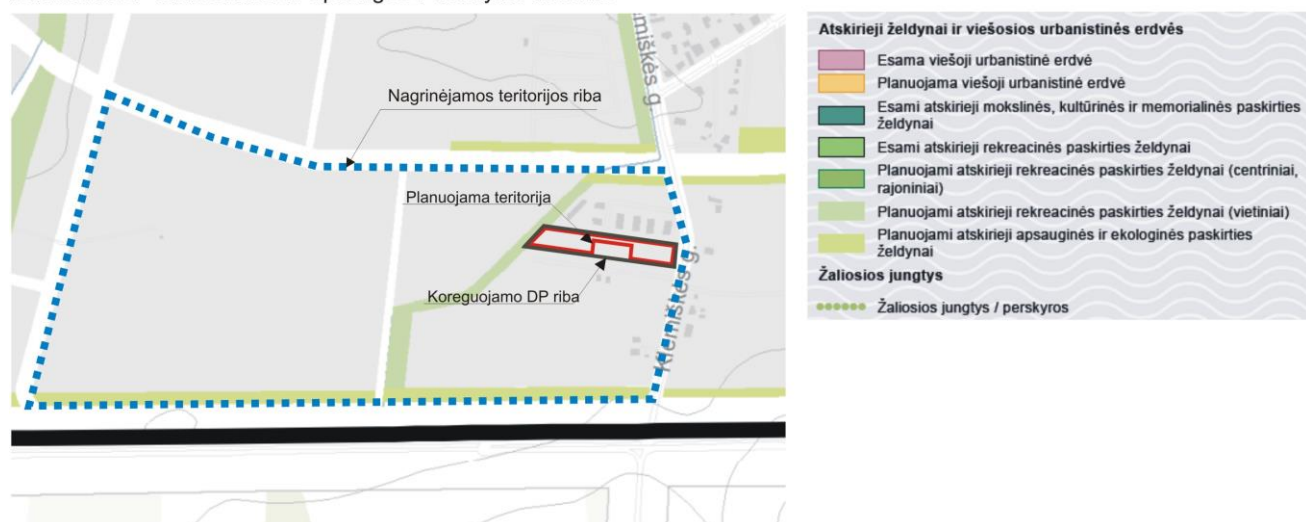 emiškės g.
Nagrinėjamos teritorijos riba
Planuojama teritorija
Koreguojamo DP riba
Klemiškės g.
Atskirieji želdynai ir viešosios urbanistinės erdvės
Esama viešoji urbanistinė erdvė
Planuojama viešoji urbanistinė erdvė
Esami atskirieji mokslinės, kultūrinės ir memorialinės paskirties
želdynai
Esami atskirieji rekreacinės paskirties želdynai
Planuojami atskirieji rekreacinės paskirties želdynai (centriniai,
rajoniniai)
Planuojami atskirieji rekreacinės paskirties želdynai (vietiniai)
Planuojami atskirieji apsauginės ir ekologinės paskirties
želdynai
Žaliosios jungtys
Žaliosios jungtys / perskyros